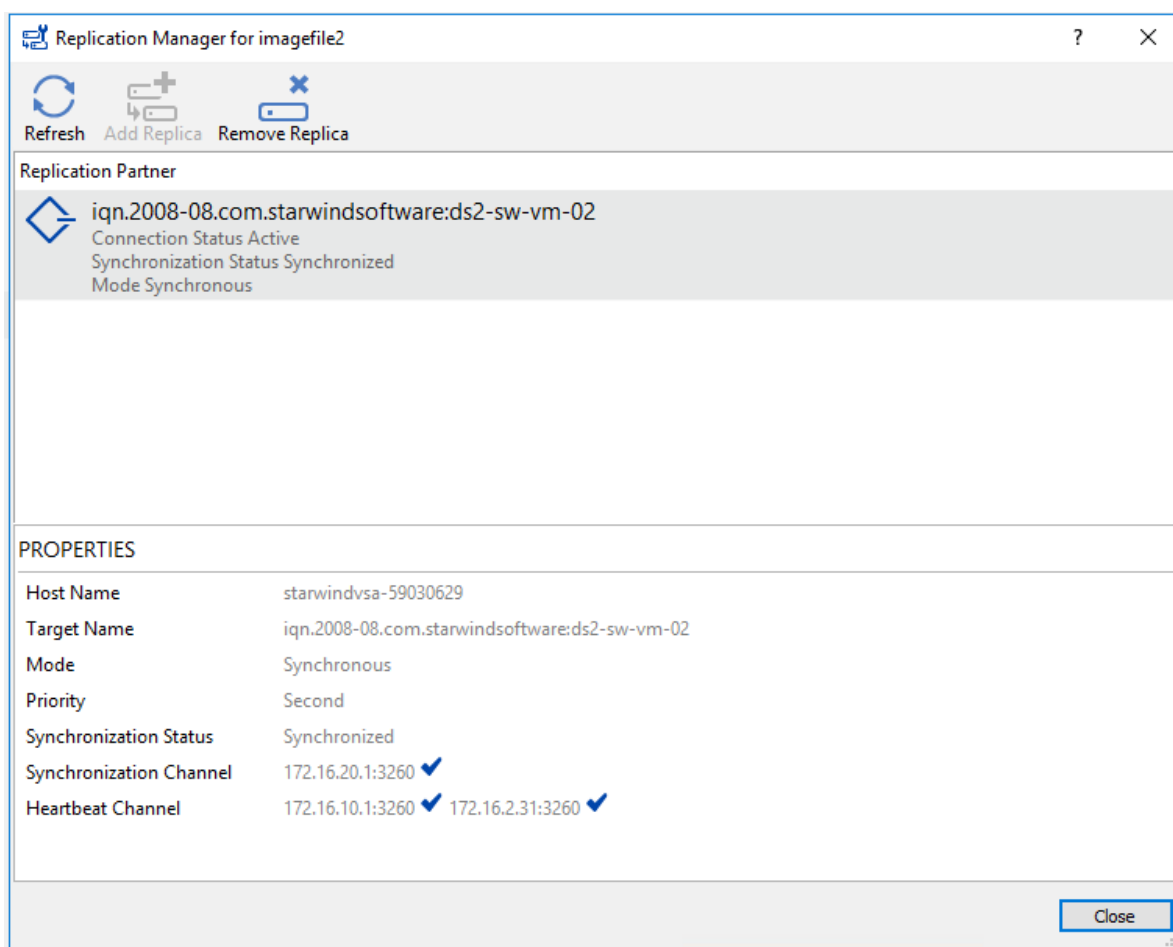 Replication Manager for imagefile2 ?
Refresh Add Replica Remove Replica
Replication Partner
iqn.2008-08.com.starwindsoftware:ds2-sw-vm-02
Connection Status Active
Synchronization Status Synchronized
Mode Synchronous
PROPERTIES
Host Name starwindvsa-59030629
Target Name iqn.2008-08.com.starwindsoftware:ds2-sw-vm-02
Mode Synchronous
Priority Second
Synchronization Status Synchronized
Synchronization Channel 172.16.20.1:3260
Heartbeat Channel 172.16.10.1:3260 172.16.2.31:3260
Close